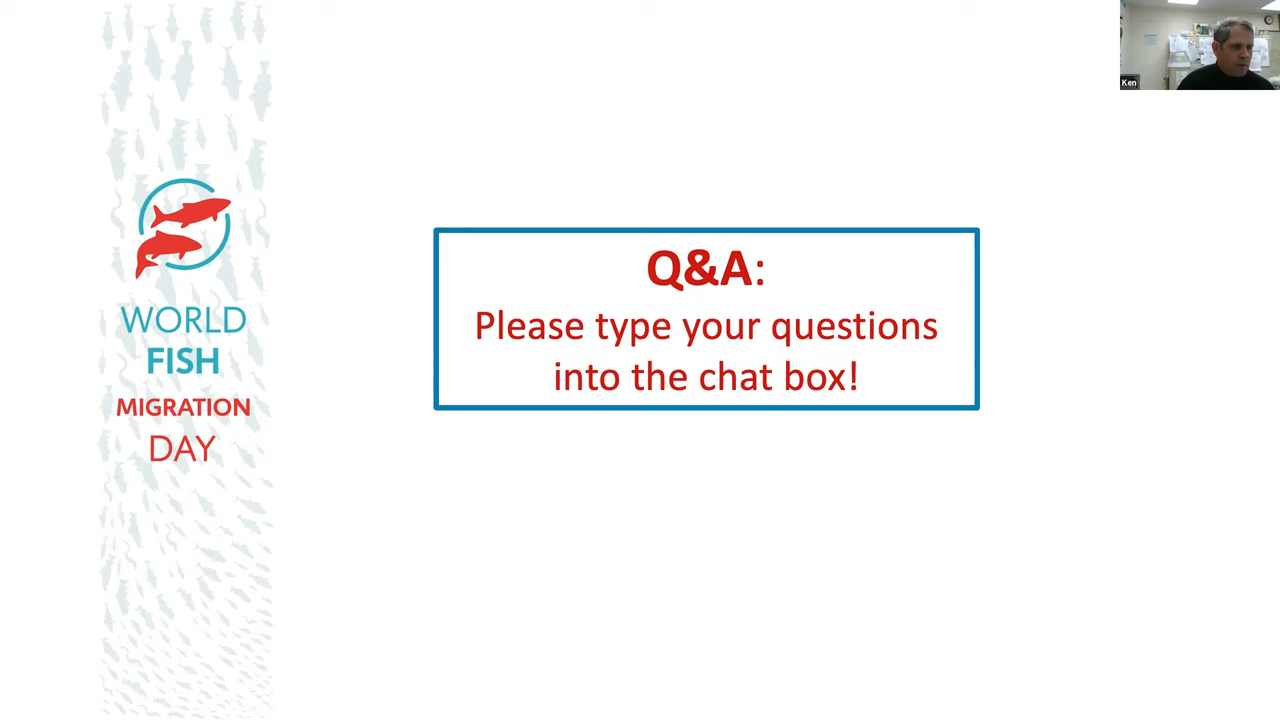 WORLD
FISH
MIGRATION
DAY
Q&A:
Please type your questions
into the chat box!
Ken